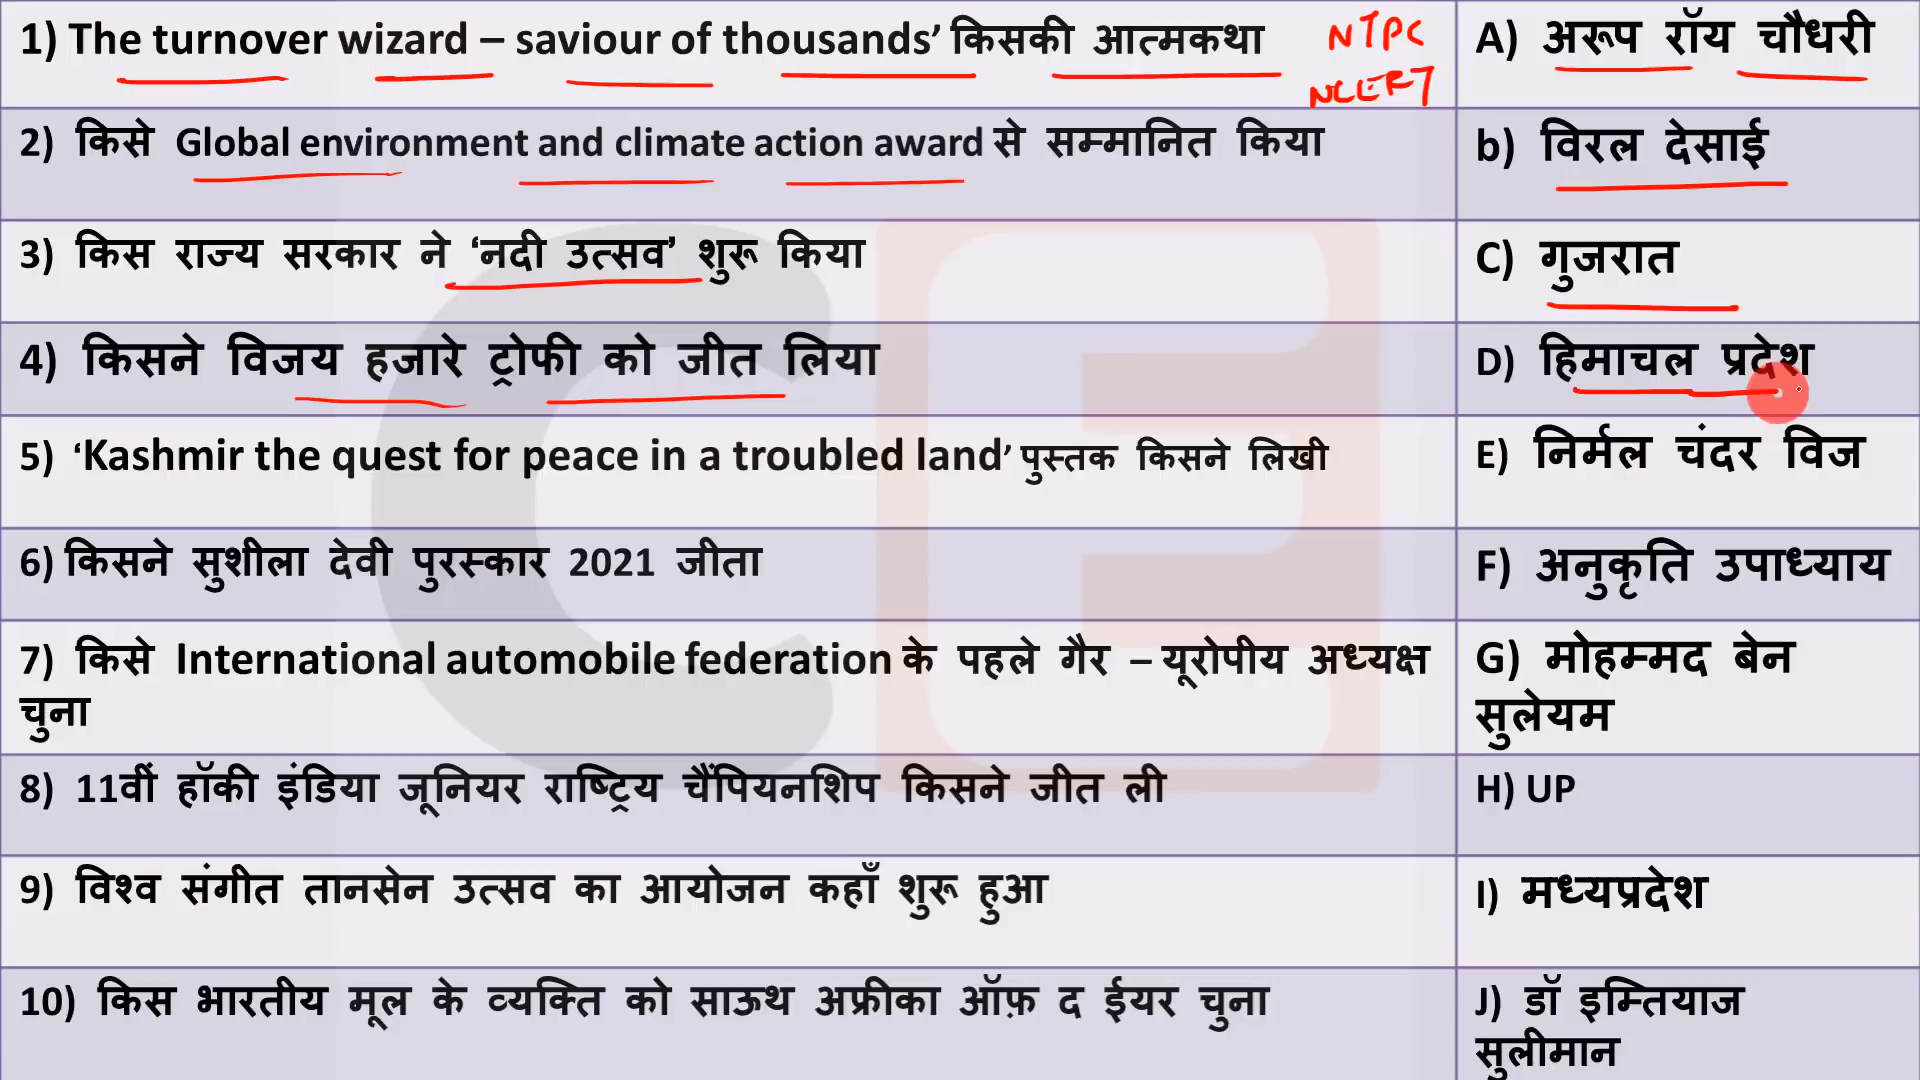 1) The turnover wizard – saviour of thousands’ किसकी आत्मकथा
NTPC
NCERT
A) अरूप रॉय चौधरी
2) किसे Global environment and climate action award से सम्मानित किया
b) विरल देसाई
3) किस राज्य सरकार ने ‘नदी उत्सव’ शुरू किया
C) गुजरात
4) किसने विजय हजारे ट्रोफी को जीत लिया
D) हिमाचल प्रदेश
5) ‘Kashmir the quest for peace in a troubled land’ पुस्तक किसने लिखी
E) निर्मल चंदर विज
6) किसने सुशीला देवी पुरस्कार 2021 जीता
F) अनुकृति उपाध्याय
7) किसे International automobile federation के पहले गैर – यूरोपीय अध्यक्ष
चुना
G) मोहम्मद बेन
सुलेयम
8) 11वीं हॉकी इंडिया जूनियर राष्ट्रिय चैंपियनशिप किसने जीत ली
H) UP
9) विश्व संगीत तानसेन उत्सव का आयोजन कहाँ शुरू हुआ
I) मध्यप्रदेश
10) किस भारतीय मूल के व्यक्ति को साऊथ अफ्रीका ऑफ़ द ईयर चुना
J) डॉ इम्तियाज
सुलीमान
CE